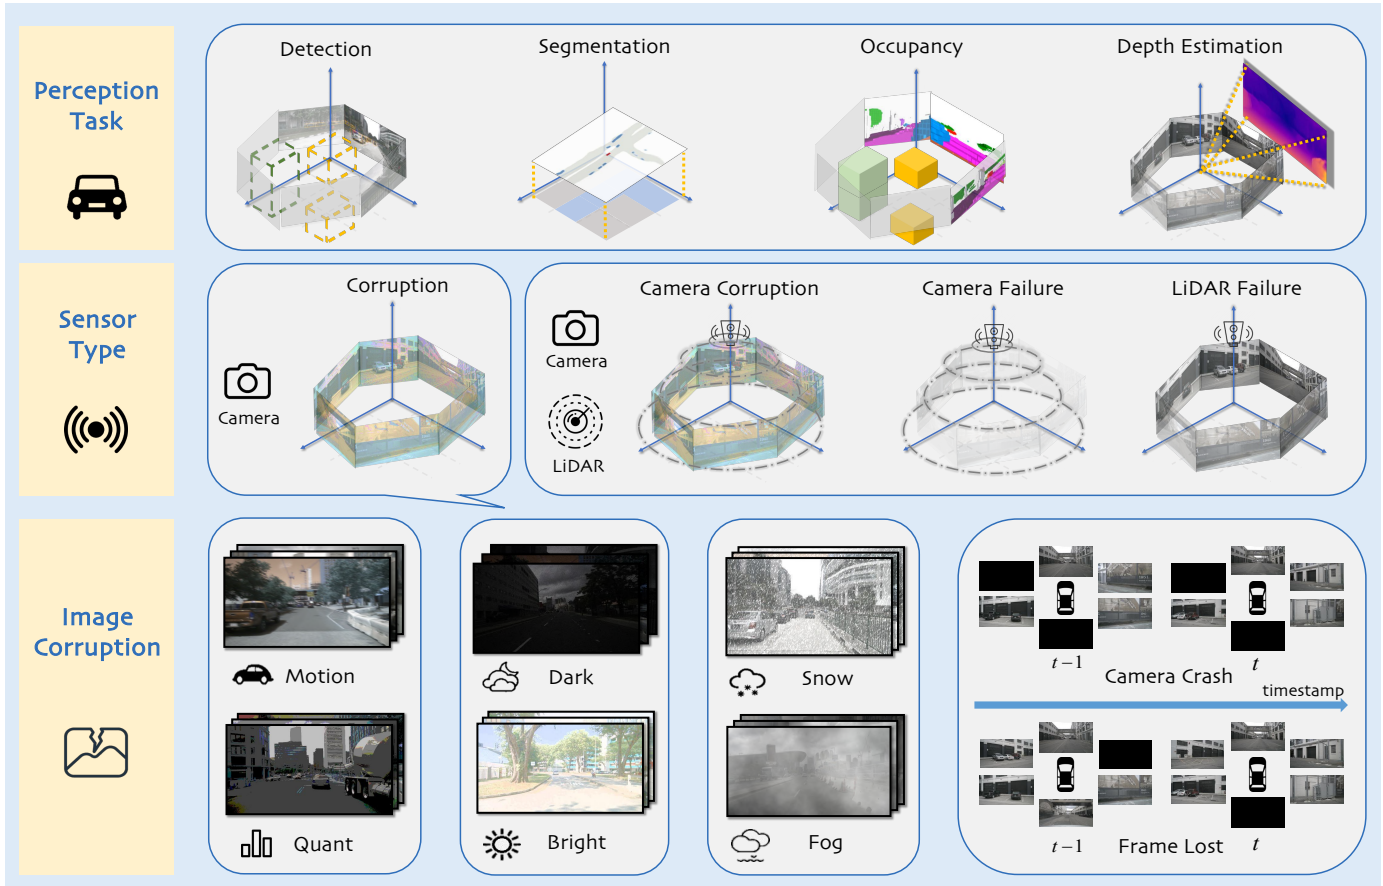 Perception
Task
Detection
Segmentation
Occupancy
Depth Estimation
Sensor
Type
Corruption
Camera
Camera
LiDAR
Camera Corruption
Camera Failure
LiDAR Failure
Image
Corruption
Motion
Quant
Dark
Bright
Snow
Fog
t−1
t
Camera Crash
timestamp
t−1
Frame Lost
t